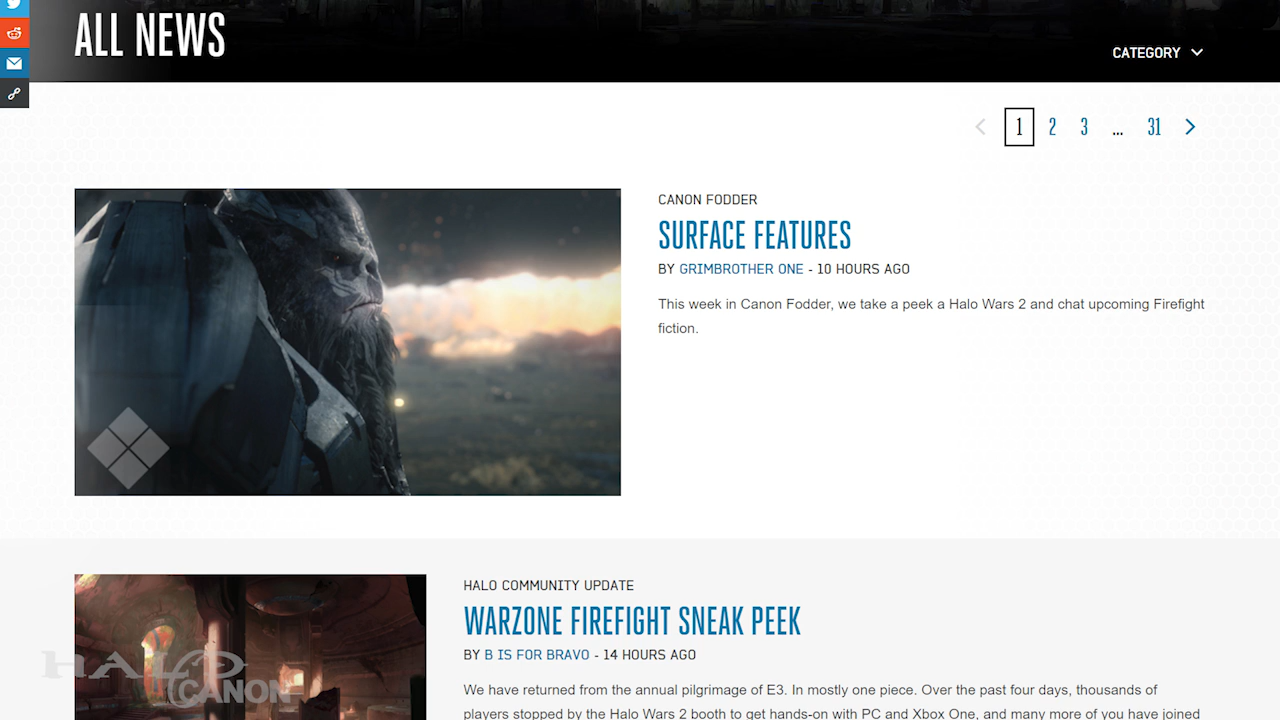 ALL NEWS
CATEGORY
1 2 3 ... 31
CANON FODDER
SURFACE FEATURES
BY GRIMBROTHER ONE - 10 HOURS AGO
This week in Canon Fodder, we take a peek a Halo Wars 2 and chat upcoming Firefight
fiction.
HALO COMMUNITY UPDATE
WARZONE FIREFIGHT SNEAK PEEK
BY B IS FOR BRAVO - 14 HOURS AGO
We have returned from the annual pilgrimage of E3. In mostly one piece. Over the past four days, thousands of
players stopped by the Halo Wars 2 booth to get hands-on with PC and Xbox One, and many more of you have joined
HALO
CANON